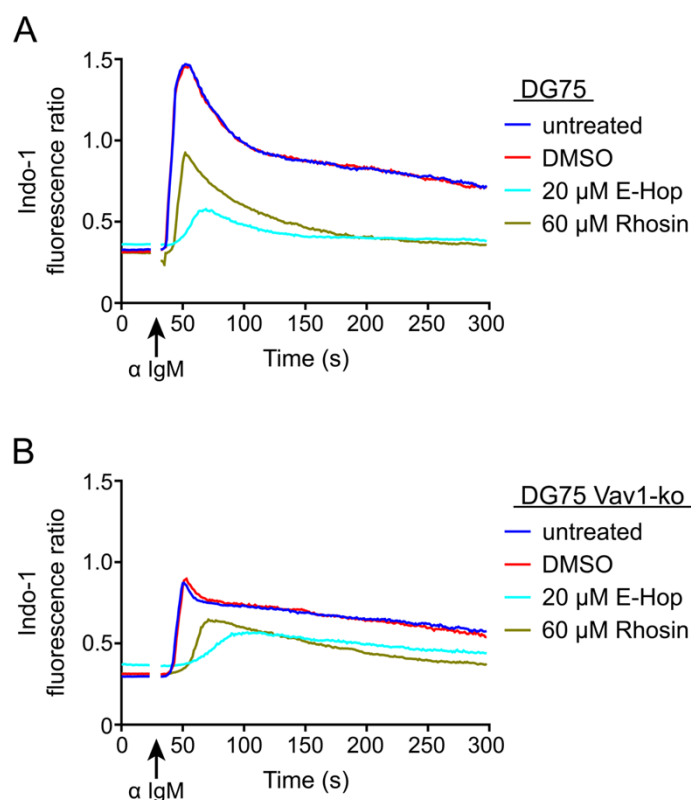 A
1.5
1.0
0.5
0
Indo-1
fluorescence ratio
0 50 100 150 200 250 300
α IgM
Time (s)
DG75
untreated
DMSO
20 µM E-Hop
60 µM Rhosin
B
1.5
1.0
0.5
0
Indo-1
fluorescence ratio
0 50 100 150 200 250 300
α IgM
Time (s)
DG75 Vav1-ko
untreated
DMSO
20 µM E-Hop
60 µM Rhosin